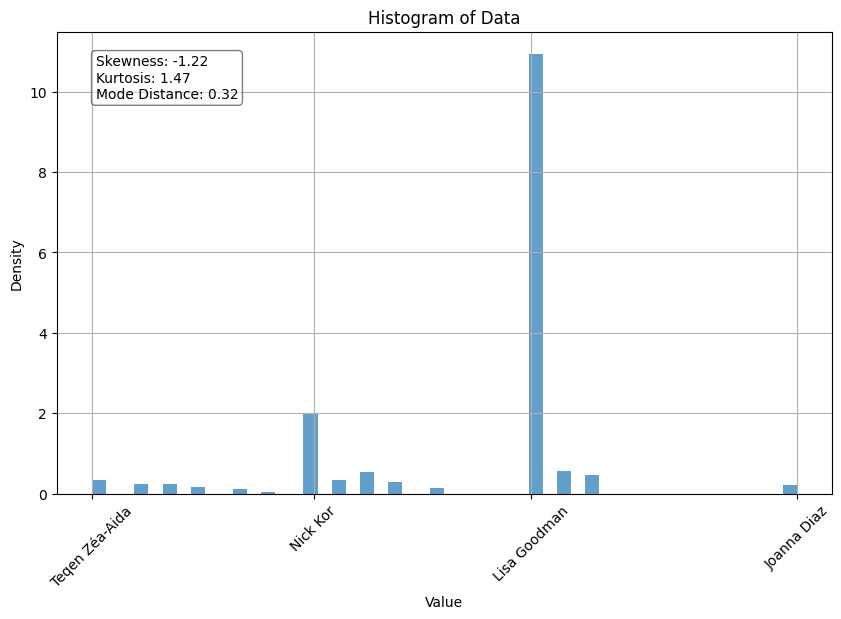 Histogram of Data
Skewness: -1.22
Kurtosis: 1.47
Mode Distance: 0.32
Density
10
8
6
4
2
0
Teqen Zéa-Aida
Nick Kor
Lisa Goodman
Joanna Diaz
Value